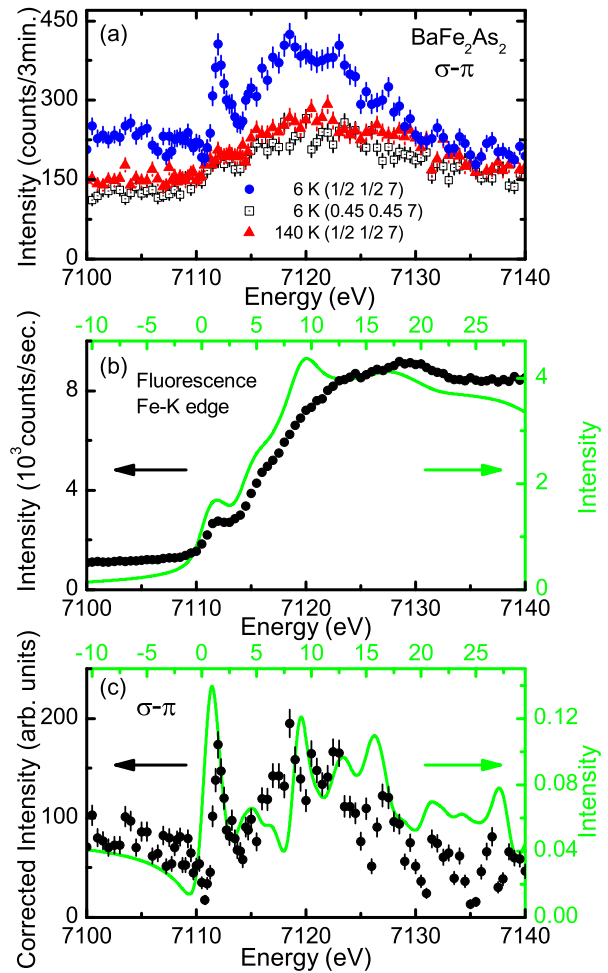 450
300
150
0
Intensity (counts/3min.)
(a)
BaFe₂As₂
σ-π
6 K (1/2 1/2 7)
6 K (0.45 0.45 7)
140 K (1/2 1/2 7)
7100 7110 7120 7130 7140
Energy (eV)
-10 -5 0 5 10 15 20 25
(b)
Fluorescence
Fe-K edge
8
4
0
Intensity (10³counts/sec.)
4
2
0
Intensity
7100 7110 7120 7130 7140
Energy (eV)
-10 -5 0 5 10 15 20 25
(c)
σ-π
200
100
0
Corrected Intensity (arb. units)
0.12
0.08
0.04
0.00
Intensity
7100 7110 7120 7130 7140
Energy (eV)